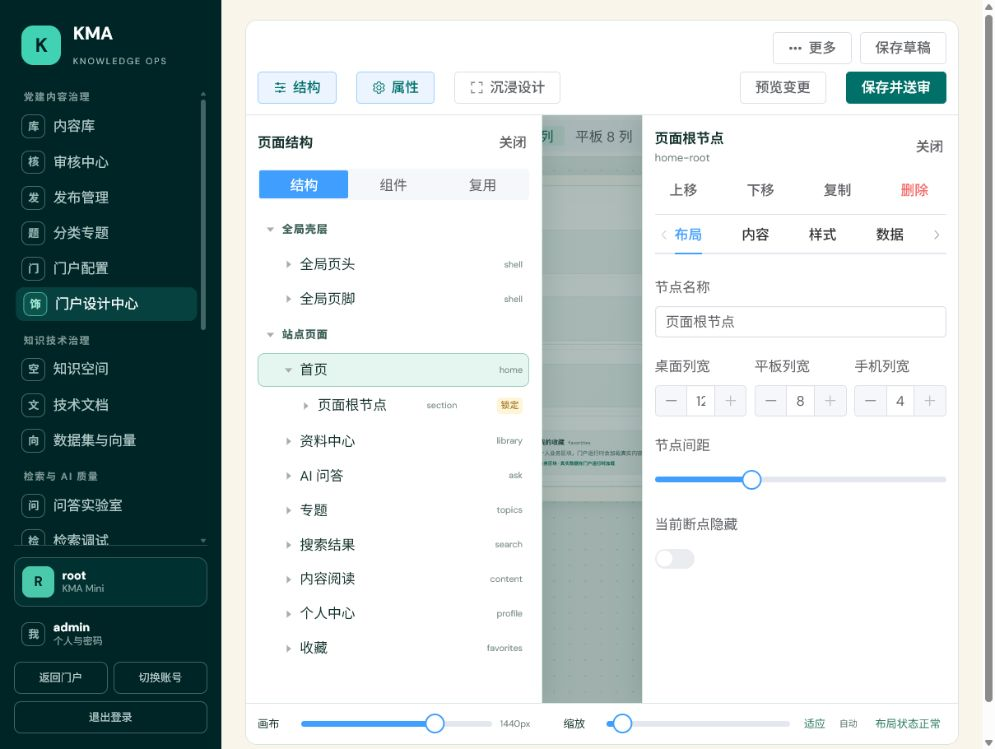 K
KMA
KNOWLEDGE OPS
党建内容治理
库 内容库
核 审核中心
发 发布管理
题 分类专题
门 门户配置
饰 门户设计中心
知识技术治理
空 知识空间
文 技术文档
向 数据集与向量
检索与 AI 质量
问 问答实验室
检 检索调试
R
root
KMA Mini
我
admin
个人与密码
返回门户 切换账号
退出登录
更多 保存草稿
结构 属性 沉浸设计 预览变更 保存并送审
页面结构 关闭
结构 组件 复用
全局壳层
全局页头 shell
全局页脚 shell
站点页面
首页 home
页面根节点 section 锁定
资料中心 library
AI 问答 ask
专题 topics
搜索结果 search
内容阅读 content
个人中心 profile
收藏 favorites
列 平板 8 列
的收藏 favorites
页面根节点 关闭
home-root
上移 下移 复制 删除
布局 内容 样式 数据
节点名称
页面根节点
桌面列宽 平板列宽 手机列宽
12 8 4
节点间距
当前断点隐藏
画布 1440px 缩放 适应 自动 布局状态正常